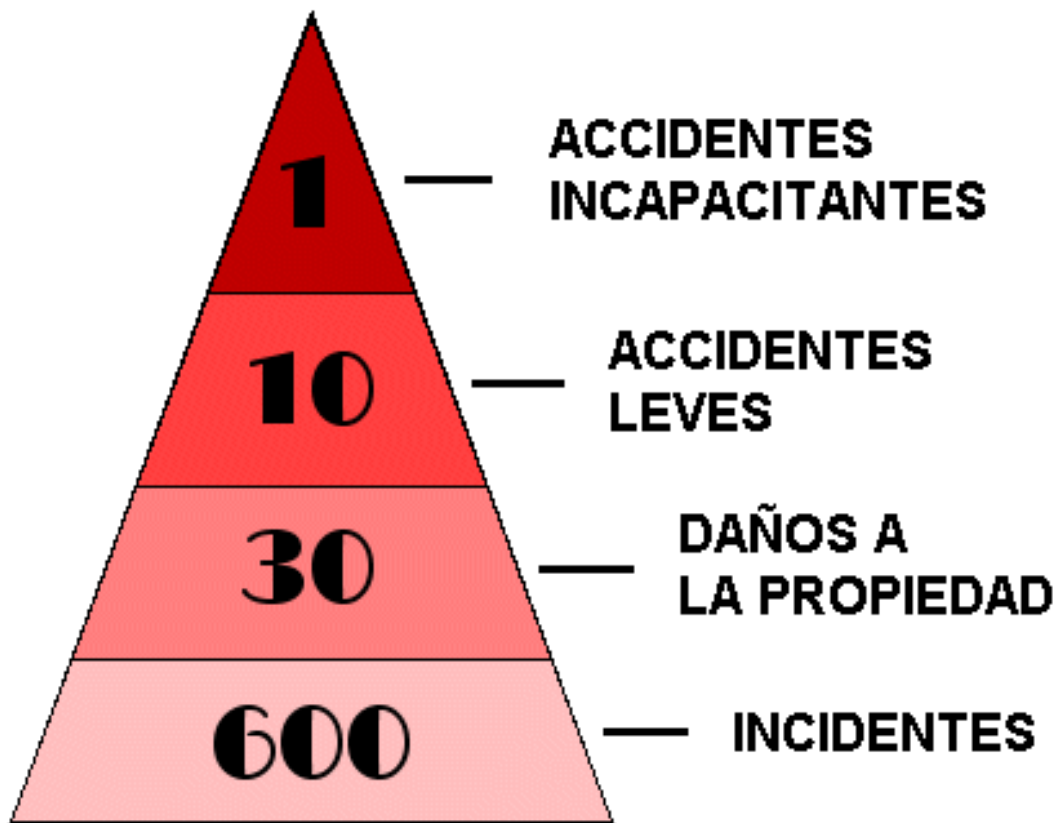 1
ACCIDENTES
INCAPACITANTES
10
ACCIDENTES
LEVES
30
DAÑOS A
LA PROPIEDAD
600
INCIDENTES